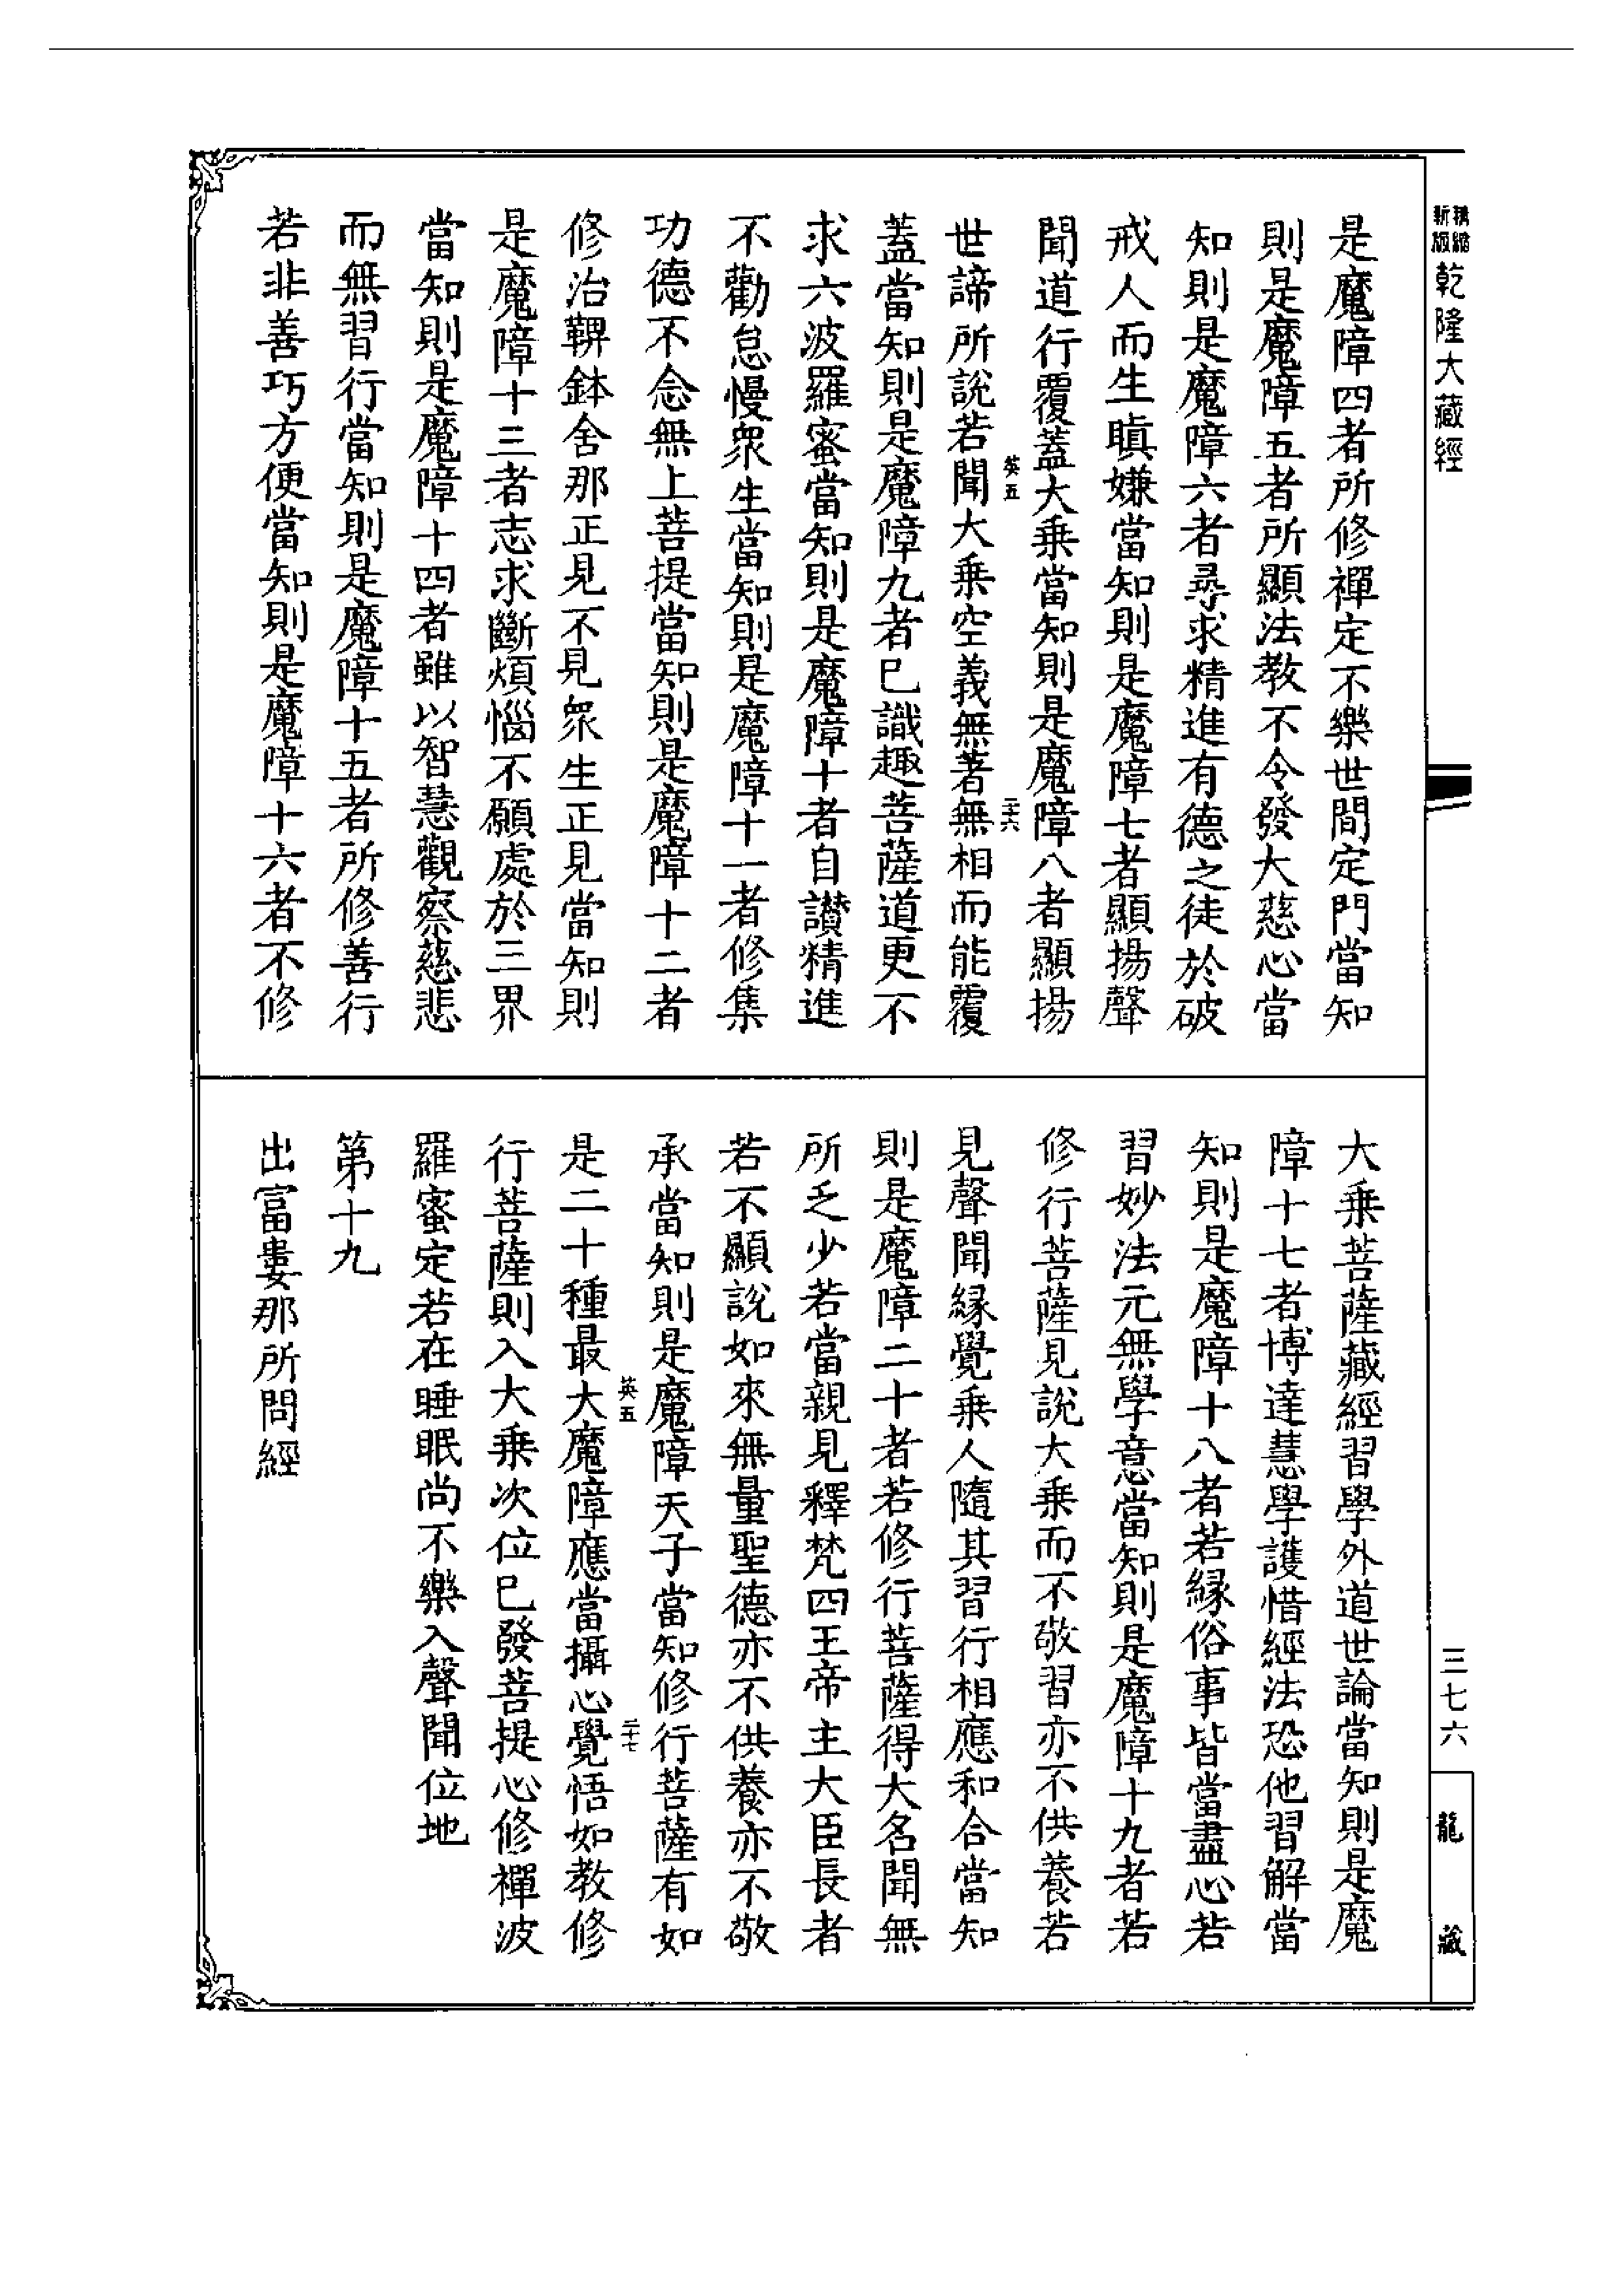 精縮新版乾隆大藏經
三七六
龍藏
是魔障四者所修禪定不樂世間定門當知
則是魔障五者所顯法教不令發大慈心當
知則是魔障六者尋求精進有德之徒於破
戒人而生瞋嫌當知則是魔障七者顯揚聲
聞道行覆蓋大乘當知則是魔障八者顯揚
英五
二十六
世諦所說若聞大乘空義無著無相而能覆
蓋當知則是魔障九者已識趣菩薩道更不
求六波羅蜜當知則是魔障十者自讃精進
不勸怠慢衆生當知則是魔障十一者修集
功德不念無上菩提當知則是魔障十二者
修治鞞鉢舍那正見不見衆生正見當知則
是魔障十三者志求斷煩惱不願處於三界
當知則是魔障十四者雖以智慧觀察慈悲
而無習行當知則是魔障十五者所修善行
若非善巧方便當知則是魔障十六者不修
大乘菩薩藏經習學外道世論當知則是魔
障十七者博達慧學護惜經法恐他習解當
知則是魔障十八者若緣俗事皆當盡心若
習妙法元無學意當知則是魔障十九者若
修行菩薩見說大乘而不敬習亦不供養若
見聲聞緣覺乘人隨其習行相應和合當知
則是魔障二十者若修行菩薩得大名聞無
所乏少若當親見釋梵四王帝主大臣長者
若不顯說如來無量聖德亦不供養亦不敬
承當知則是魔障天子當知修行菩薩有如
英五
二十七
是二十種最大魔障應當攝心覺悟如教修
行菩薩則入大乘次位已發菩提心修禪波
羅蜜定若在睡眠尚不樂入聲聞位地
第十九
出富婁那所問經